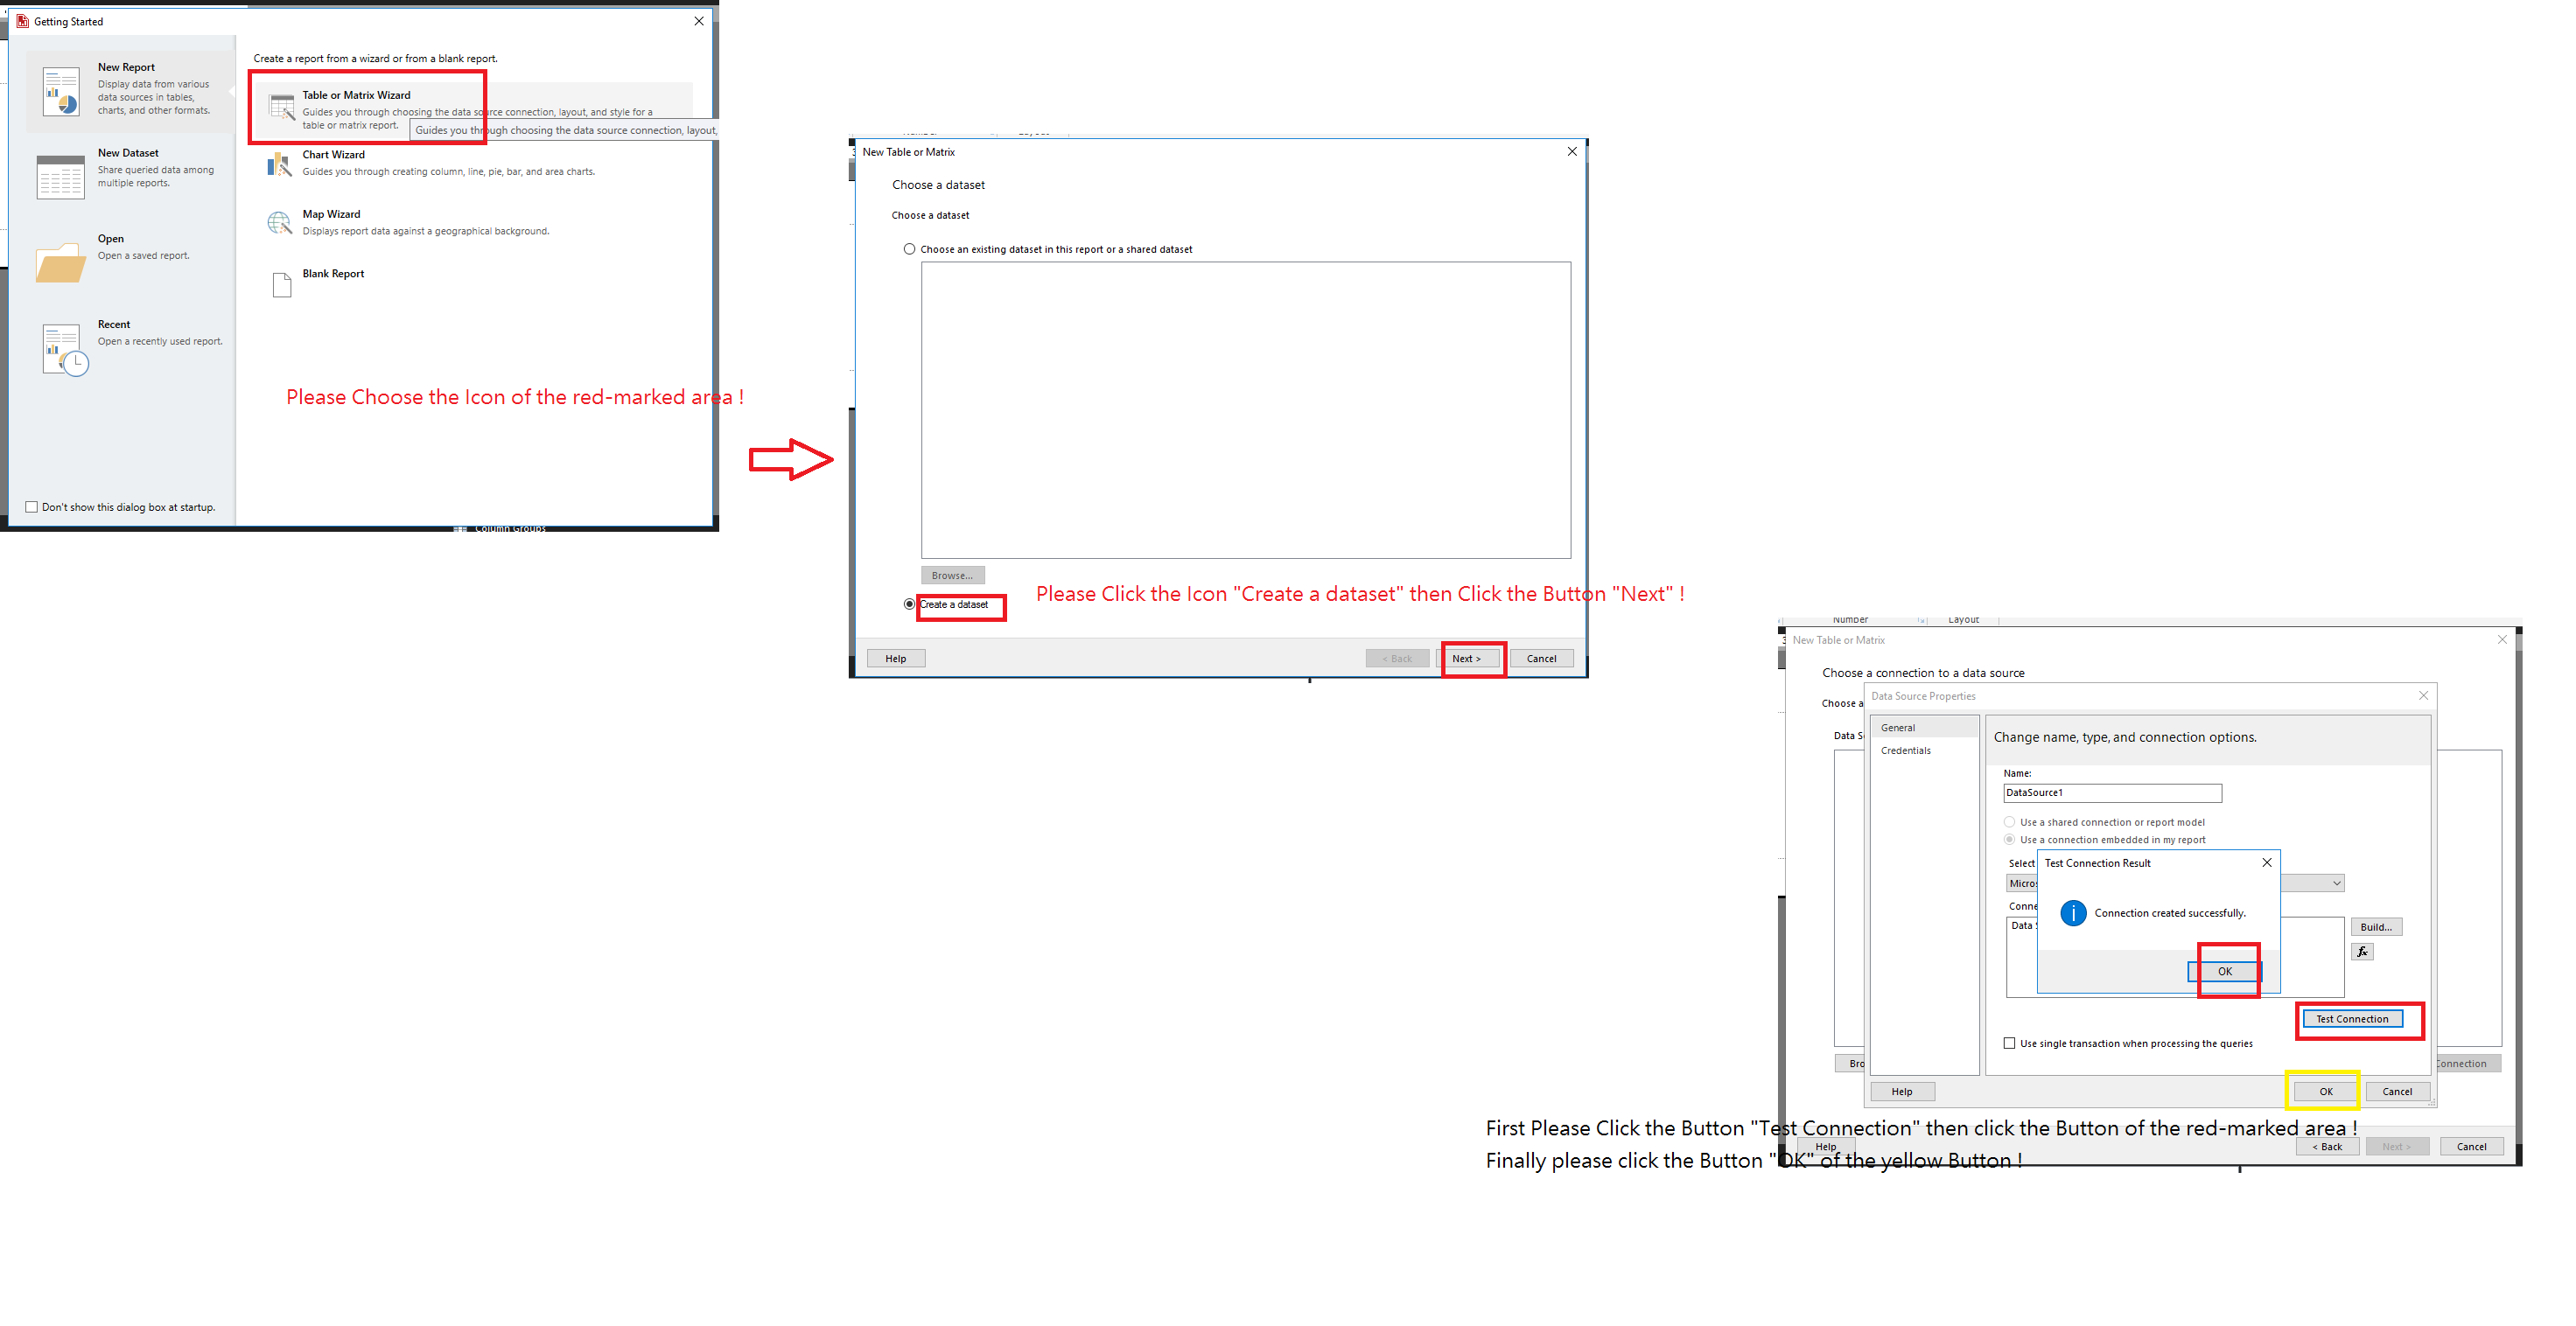 Getting Started
New Report
Display data from various
data sources in tables,
charts, and other formats.
New Dataset
Share queried data among
multiple reports.
Open
Open a saved report.
Recent
Open a recently used report.
Don't show this dialog box at startup.
Create a report from a wizard or from a blank report.
Table or Matrix Wizard
Guides you through choosing the data source connection, layout, and style for a
table or matrix report.
Guides you through choosing the data source connection, layout,
Chart Wizard
Guides you through creating column, line, pie, bar, and area charts.
Map Wizard
Displays report data against a geographical background.
Blank Report
Please Choose the Icon of the red-marked area !
Column Groups
New Table or Matrix
Choose a dataset
Choose a dataset
Choose an existing dataset in this report or a shared dataset
Browse...
Create a dataset
Please Click the Icon "Create a dataset" then Click the Button "Next" !
Help
< Back
Next >
Cancel
Number
Layout
New Table or Matrix
Choose a connection to a data source
Choose a
Data S
Data Source Properties
General
Credentials
Change name, type, and connection options.
Name:
DataSource1
Use a shared connection or report model
Use a connection embedded in my report
Select
Micros
Conne
Data S
Test Connection Result
Connection created successfully.
OK
Build...
fx
Test Connection
Use single transaction when processing the queries
Bro
Connection
Help
OK
Cancel
First Please Click the Button "Test Connection" then click the Button of the red-marked area !
Help
< Back
Next >
Cancel
Finally please click the Button "OK" of the yellow Button !